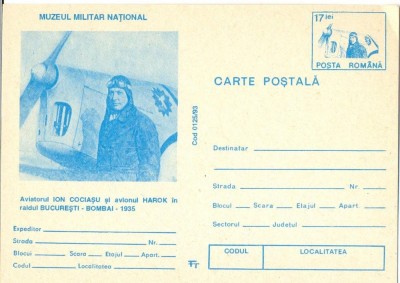 MUZEUL MILITAR NAȚIONAL
Aviatorul ION COCIAȘU și avionul HAROK în
raidul BUCUREȘTI - BOMBAI - 1935
Expeditor
Strada Nr.
Blocul Scara Etajul Apart.
Codul Localitatea
Cod 0125/93
17 lei
POȘTA ROMÂNĂ
CARTE POȘTALĂ
Destinatar
Strada Nr.
Blocul Scara Etajul Apart.
Sectorul Județul
CODUL LOCALITATEA